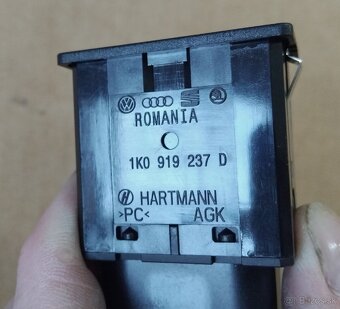 ROMANIA
1K0 919 237 D
HARTMANN
>PC< AGK